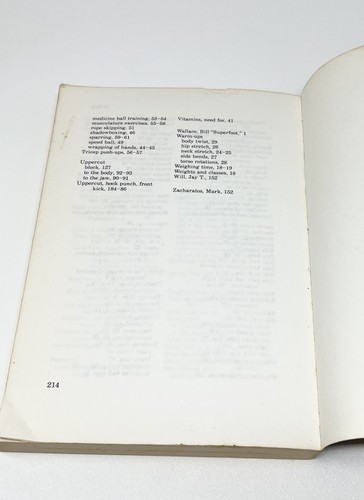 medicine ball training, 53-54
musculature exercises, 55-58
rope skipping, 51
shadowboxing, 46
sparring, 59-61
speed ball, 49
wrapping of hands, 44-45
Tricep push-ups, 56-57
Uppercut
block, 127
to the body, 92-93
to the jaw, 90-91
Uppercut, hook punch, front
kick, 184-86
Vitamins, need for, 41
Wallace, Bill "Superfoot," 1
Warm-ups
body twist, 29
hip stretch, 26
neck stretch, 24-25
side bends, 27
torso rotations, 28
Weighing time, 18-19
Weights and classes, 18
Will, Jay T., 152
Zacharatos, Mark, 152
214